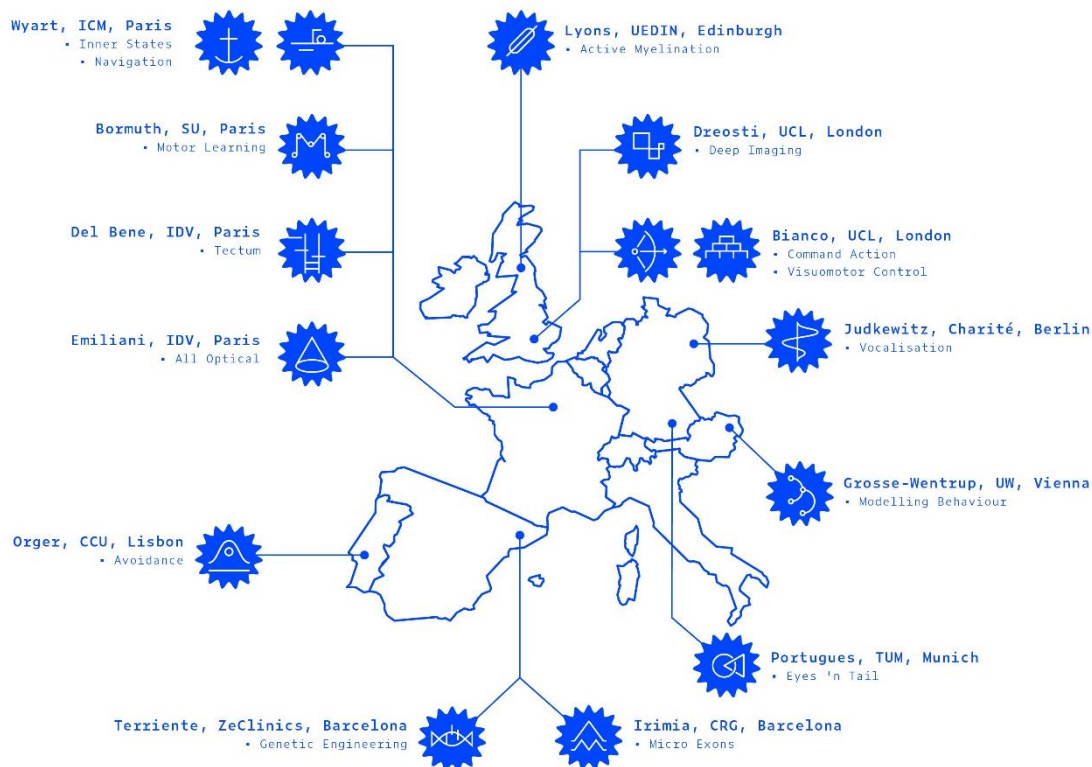 Wyart, ICM, Paris
▪ Inner States
▪ Navigation
Lyons, UEDIN, Edinburgh
▪ Active Myelination
Bormuth, SU, Paris
▪ Motor Learning
Dreosti, UCL, London
▪ Deep Imaging
Del Bene, IDV, Paris
▪ Tectum
Bianco, UCL, London
▪ Command Action
▪ Visuomotor Control
Emiliani, IDV, Paris
▪ All Optical
Judkewitz, Charité, Berlin
▪ Vocalisation
Grosse-Wentrup, UW, Vienna
▪ Modelling Behaviour
Orger, CCU, Lisbon
▪ Avoidance
Portugues, TUM, Munich
▪ Eyes 'n Tail
Terriente, ZeClinics, Barcelona
▪ Genetic Engineering
Irimia, CRG, Barcelona
▪ Micro Exons